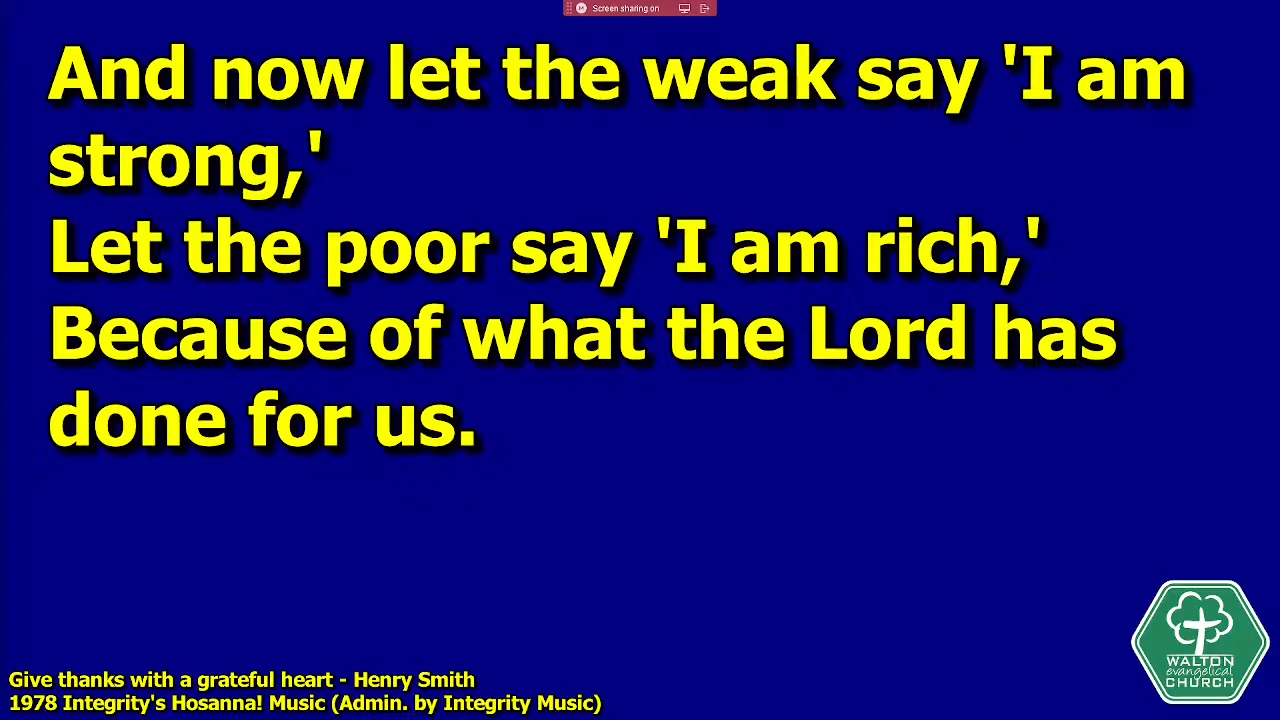 Screen sharing on
And now let the weak say 'I am
strong,'
Let the poor say 'I am rich,'
Because of what the Lord has
done for us.
Give thanks with a grateful heart - Henry Smith
1978 Integrity's Hosanna! Music (Admin. by Integrity Music)
WALTON
evangelical
CHURCH